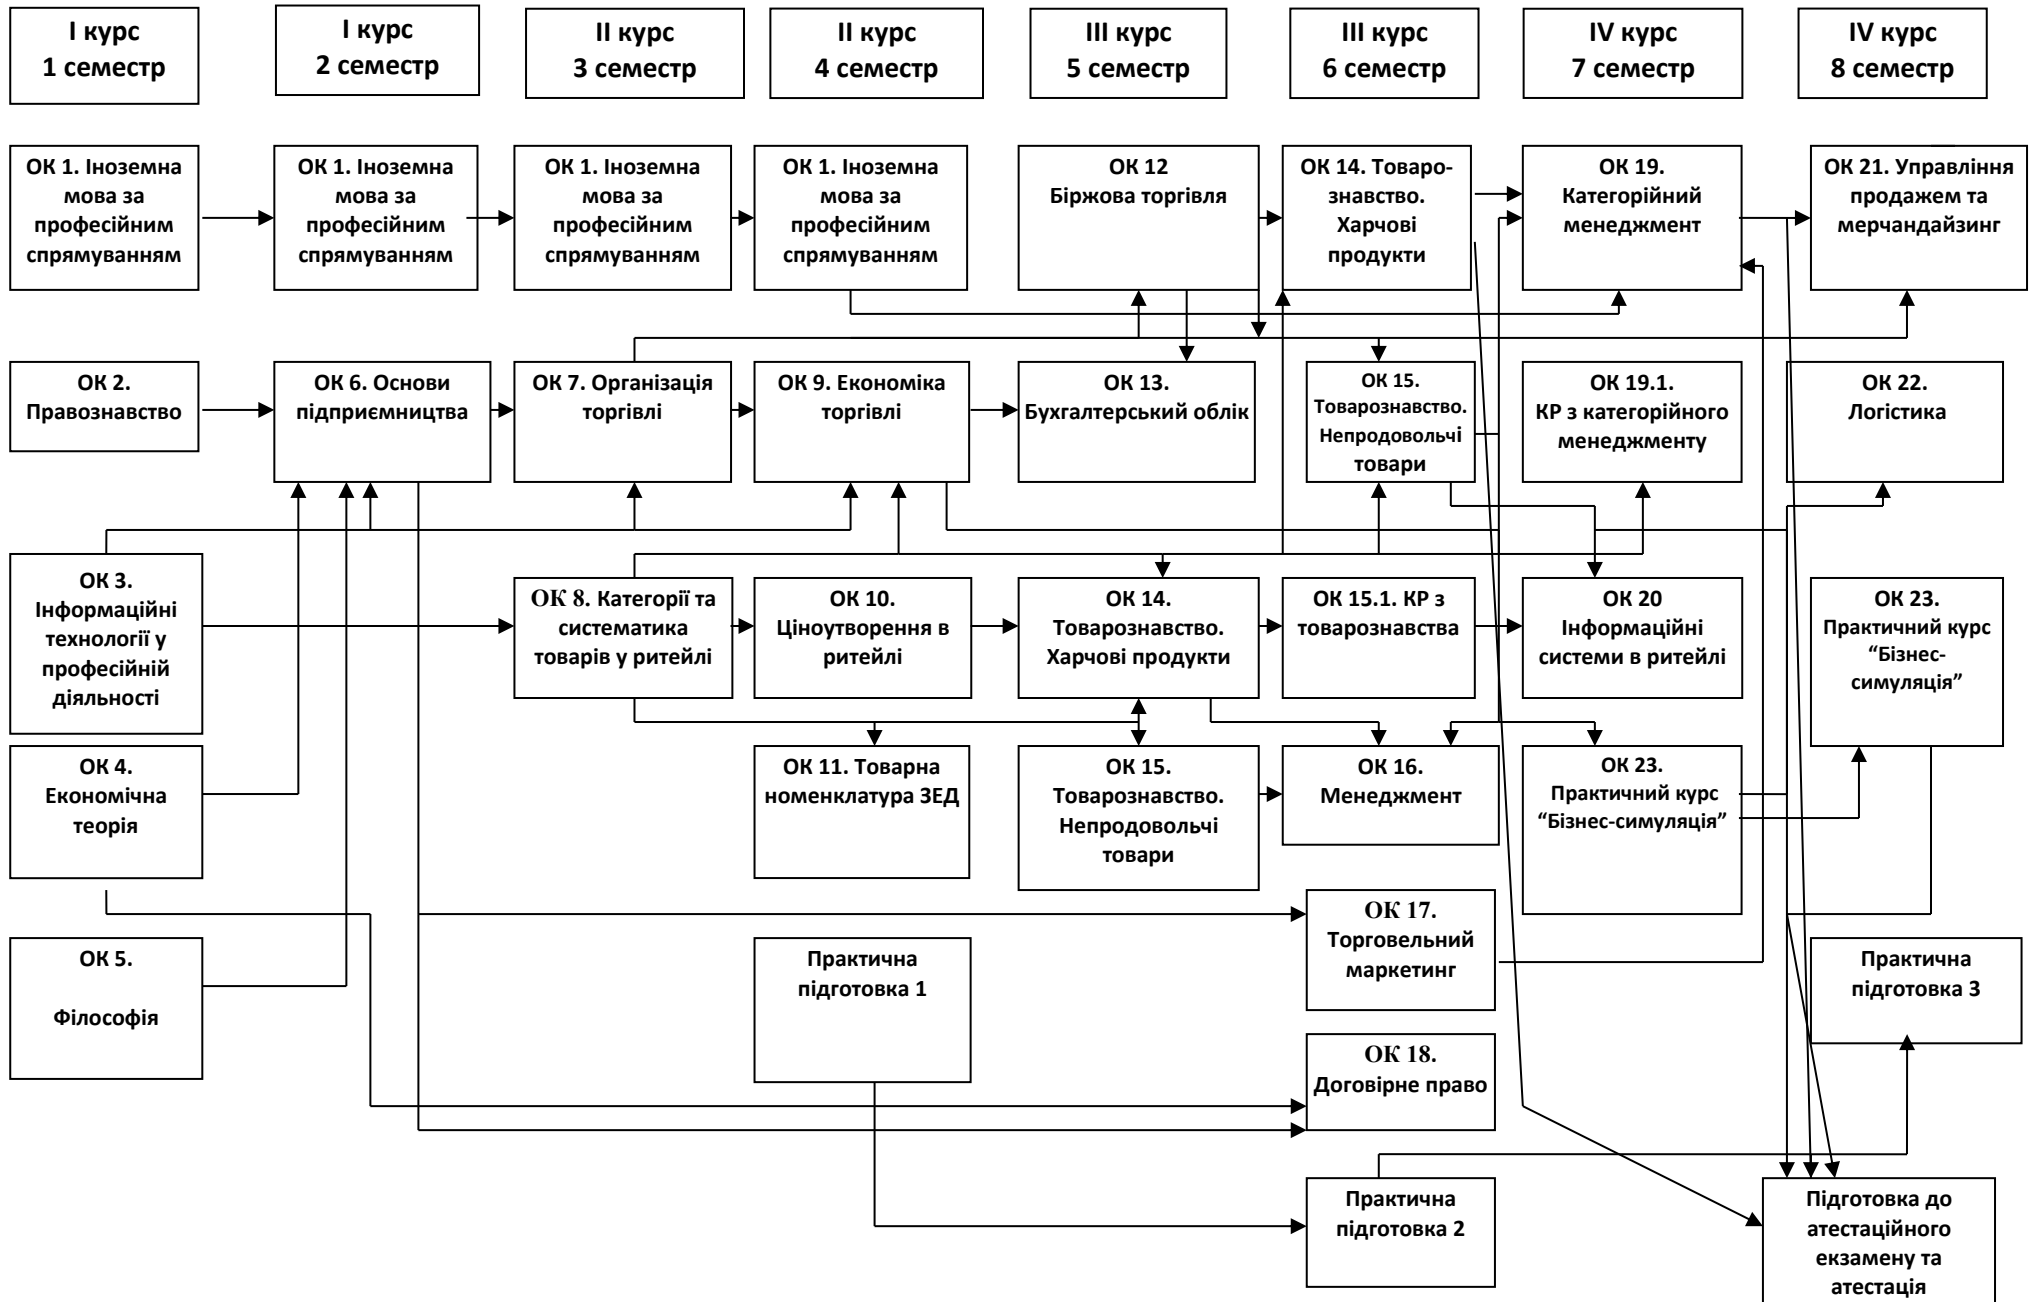 І курс
1 семестр
І курс
2 семестр
ІІ курс
3 семестр
ІІ курс
4 семестр
ІІІ курс
5 семестр
ІІІ курс
6 семестр
ІV курс
7 семестр
ІV курс
8 семестр
ОК 1. Іноземна
мова за
професійним
спрямуванням
ОК 1. Іноземна
мова за
професійним
спрямуванням
ОК 1. Іноземна
мова за
професійним
спрямуванням
ОК 1. Іноземна
мова за
професійним
спрямуванням
ОК 12
Біржова торгівля
ОК 14. Товаро-
знавство.
Харчові
продукти
ОК 19.
Категорійний
менеджмент
ОК 21. Управління
продажем та
мерчандайзинг
ОК 2.
Правознавство
ОК 6. Основи
підприємництва
ОК 7. Організація
торгівлі
ОК 9. Економіка
торгівлі
ОК 13.
Бухгалтерський облік
ОК 15.
Товарознавство.
Непродовольчі
товари
ОК 19.1.
КР з категорійного
менеджменту
ОК 22.
Логістика
ОК 3.
Інформаційні
технології у
професійній
діяльності
ОК 8. Категорії та
систематика
товарів у ритейлі
ОК 10.
Ціноутворення в
ритейлі
ОК 14.
Товарознавство.
Харчові продукти
ОК 15.1. КР з
товарознавства
ОК 20
Інформаційні
системи в ритейлі
ОК 23.
Практичний курс
“Бізнес-
симуляція”
ОК 4.
Економічна
теорія
ОК 11. Товарна
номенклатура ЗЕД
ОК 15.
Товарознавство.
Непродовольчі
товари
ОК 16.
Менеджмент
ОК 23.
Практичний курс
“Бізнес-симуляція”
ОК 5.
Філософія
Практична
підготовка 1
ОК 17.
Торговельний
маркетинг
Практична
підготовка 3
ОК 18.
Договірне право
Практична
підготовка 2
Підготовка до
атестаційного
екзамену та
атестація